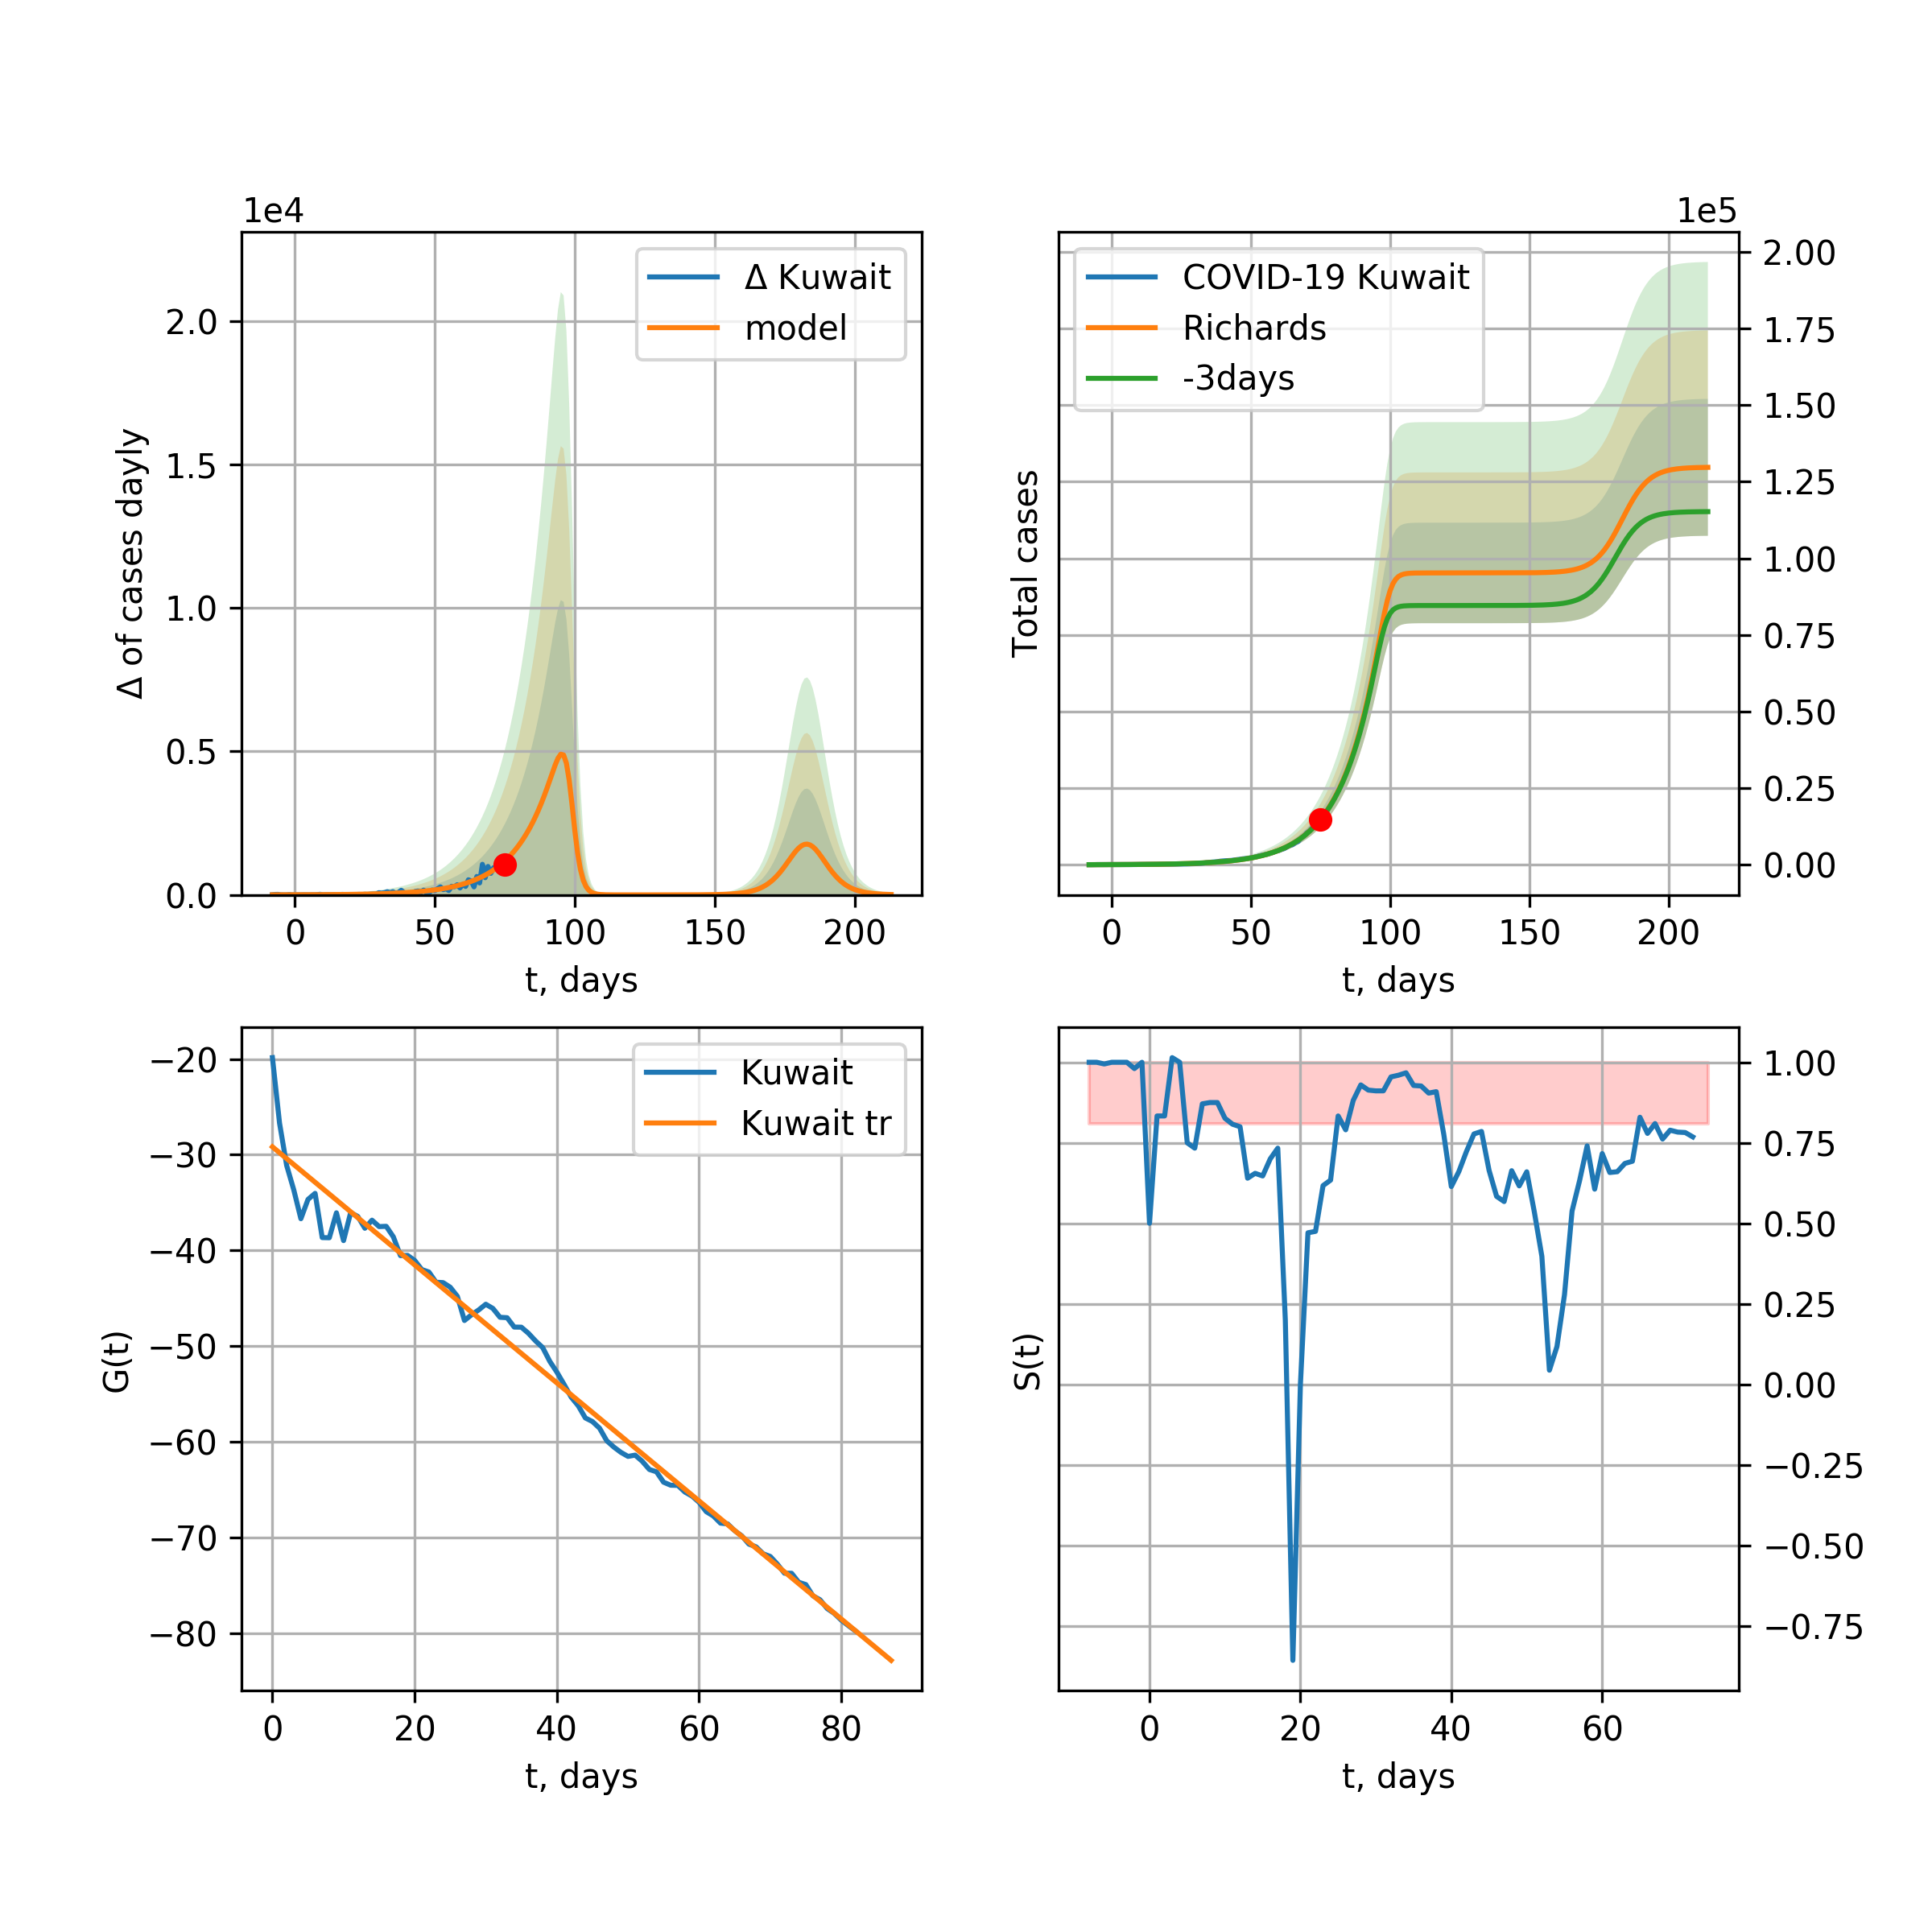 1e4
Δ Kuwait
model
2.0
1.5
1.0
0.5
0.0
Δ of cases dayly
0 50 100 150 200
t, days
1e5
COVID-19 Kuwait
Richards
-3days
2.00
1.75
1.50
1.25
1.00
0.75
0.50
0.25
0.00
Total cases
0 50 100 150 200
t, days
Kuwait
Kuwait tr
−20
−30
−40
−50
−60
−70
−80
G(t)
0 20 40 60 80
t, days
1.00
0.75
0.50
0.25
0.00
−0.25
−0.50
−0.75
S(t)
0 20 40 60
t, days